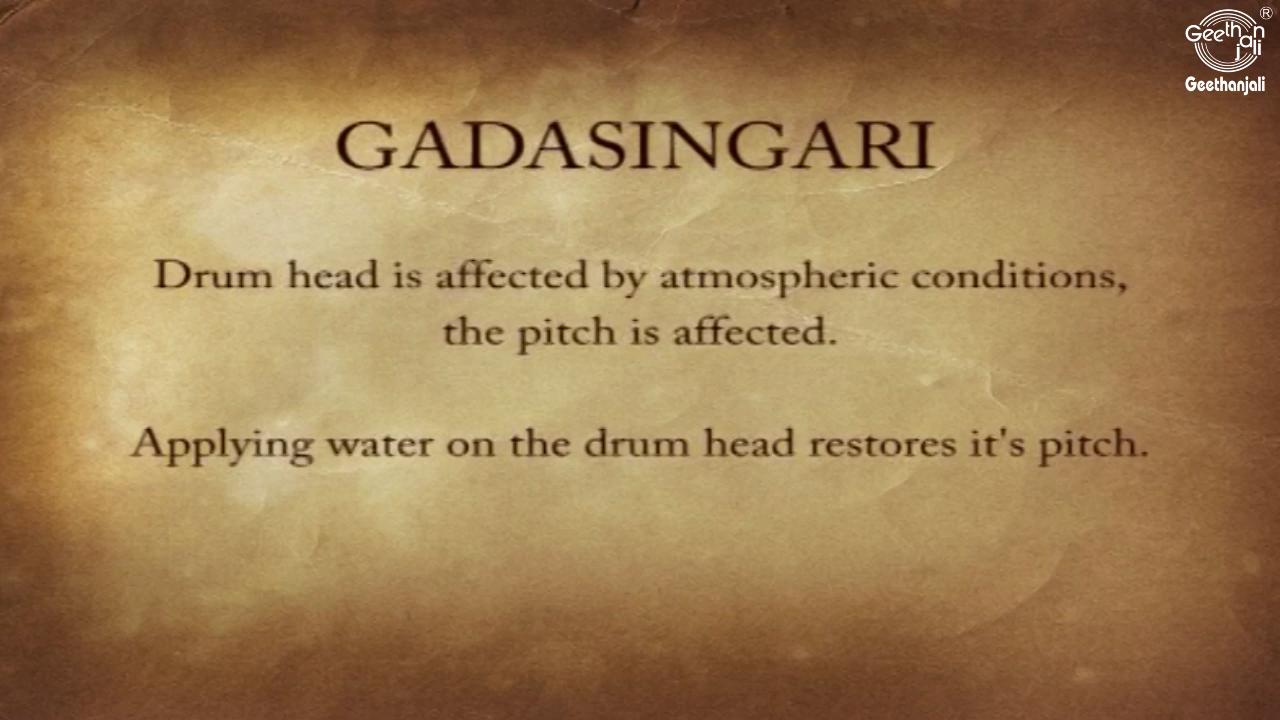 Geethanjali
®
Geethanjali
GADASINGARI
Drum head is affected by atmospheric conditions,
the pitch is affected.
Applying water on the drum head restores it's pitch.